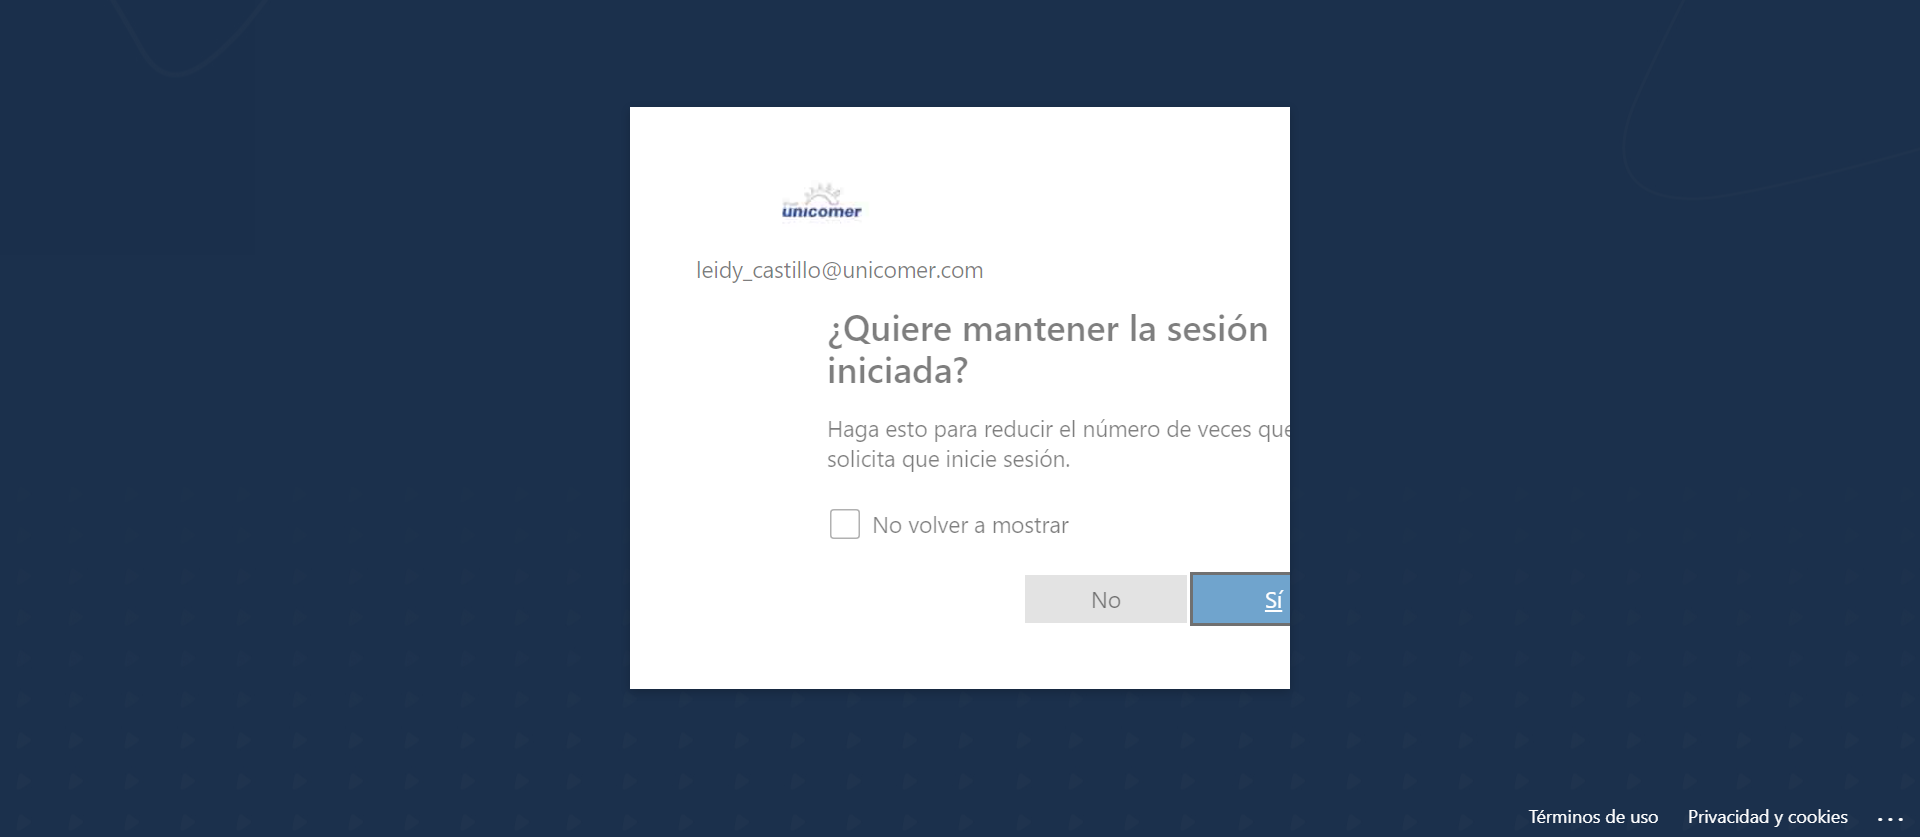 unicomer
leidy_castillo@unicomer.com
¿Quiere mantener la sesión
iniciada?
Haga esto para reducir el número de veces que
solicita que inicie sesión.
No volver a mostrar
No
Sí
Términos de uso
Privacidad y cookies
...